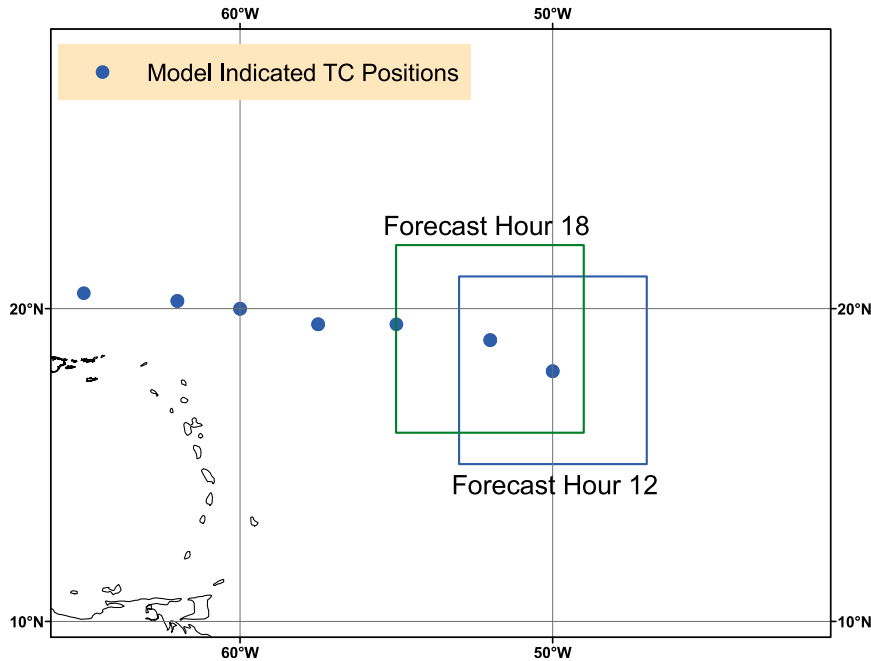 60°W 50°W
Model Indicated TC Positions
Forecast Hour 18
20°N 20°N
Forecast Hour 12
10°N 10°N
60°W 50°W